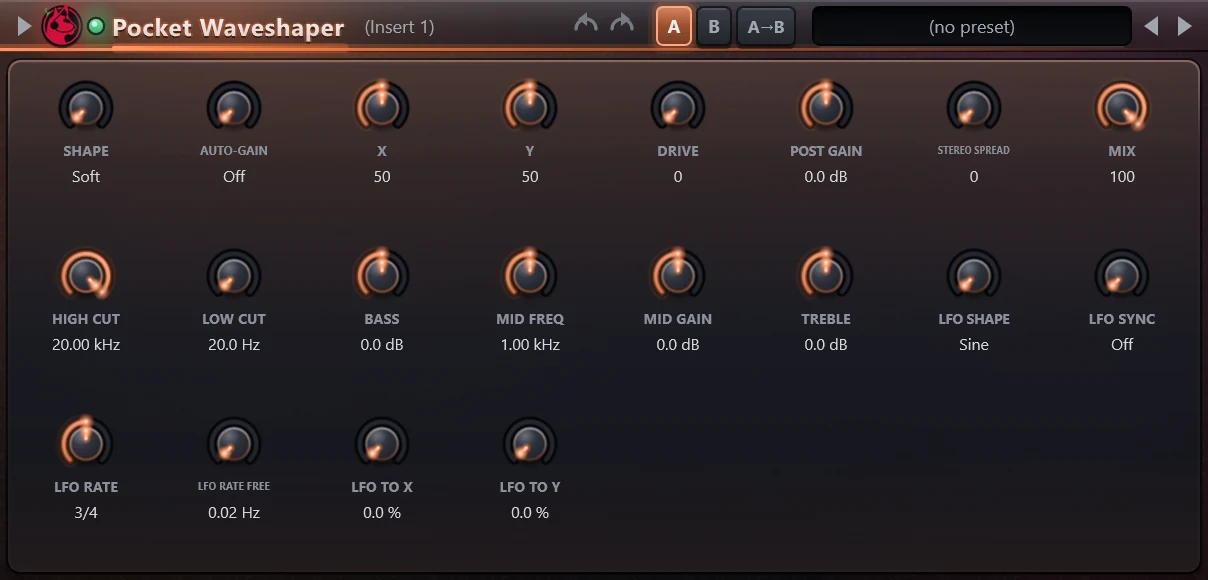 Pocket Waveshaper (Insert 1) A B A→B (no preset)
SHAPE AUTO-GAIN X Y DRIVE POST GAIN STEREO SPREAD MIX
Soft Off 50 50 0 0.0 dB 0 100
HIGH CUT LOW CUT BASS MID FREQ MID GAIN TREBLE LFO SHAPE LFO SYNC
20.00 kHz 20.0 Hz 0.0 dB 1.00 kHz 0.0 dB 0.0 dB Sine Off
LFO RATE LFO RATE FREE LFO TO X LFO TO Y
3/4 0.02 Hz 0.0 % 0.0 %